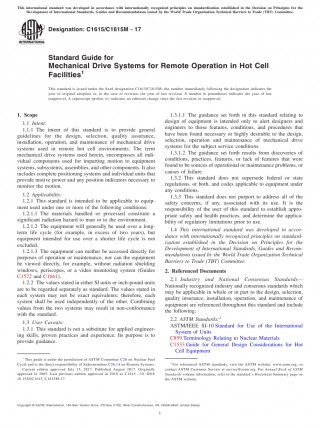 This international standard was developed in accordance with internationally recognized principles on standardization established in the Decision on Principles for the
Development of International Standards, Guides and Recommendations issued by the World Trade Organization Technical Barriers to Trade (TBT) Committee.
Designation: C1615/C1615M − 17
Standard Guide for
Mechanical Drive Systems for Remote Operation in Hot Cell
Facilities1
This standard is issued under the fixed designation C1615/C1615M; the number immediately following the designation indicates the
year of original adoption or, in the case of revision, the year of last revision. A number in parentheses indicates the year of last
reapproval. A superscript epsilon (ε) indicates an editorial change since the last revision or reapproval.
1. Scope
1.1 Intent:
1.1.1 The intent of this standard is to provide general
guidelines for the design, selection, quality assurance,
installation, operation, and maintenance of mechanical drive
systems used in remote hot cell environments. The term
mechanical drive systems used herein, encompasses all indi-
vidual components used for imparting motion to equipment
systems, subsystems, assemblies, and other components. It also
includes complete positioning systems and individual units that
provide motive power and any position indicators necessary to
monitor the motion.
1.2 Applicability:
1.2.1 This standard is intended to be applicable to equip-
ment used under one or more of the following conditions:
1.2.1.1 The materials handled or processed constitute a
significant radiation hazard to man or to the environment.
1.2.1.2 The equipment will generally be used over a long-
term life cycle (for example, in excess of two years), but
equipment intended for use over a shorter life cycle is not
excluded.
1.2.1.3 The equipment can neither be accessed directly for
purposes of operation or maintenance, nor can the equipment
be viewed directly, for example, without radiation shielding
windows, periscopes, or a video monitoring system (Guides
C1572 and C1661).
1.2.2 The values stated in either SI units or inch-pound units
are to be regarded separately as standard. The values stated in
each system may not be exact equivalents; therefore, each
system shall be used independently of the other. Combining
values from the two systems may result in non-conformance
with the standard.
1.3 User Caveats:
1.3.1 This standard is not a substitute for applied engineer-
ing skills, proven practices and experience. Its purpose is to
provide guidance.
1 This guide is under the jurisdiction of ASTM Committee C26 on Nuclear Fuel
Cycle and is the direct responsibility of Subcommittee C26.14 on Remote Systems.
Current edition approved July 15, 2017. Published August 2017. Originally
approved in 2005. Last previous edition approved in 2010 as C1615 – 10. DOI:
10.1520/C1615_C1615M-17.
1.3.1.1 The guidance set forth in this standard relating to
design of equipment is intended only to alert designers and
engineers to those features, conditions, and procedures that
have been found necessary or highly desirable to the design,
selection, operation and maintenance of mechanical drive
systems for the subject service conditions.
1.3.1.2 The guidance set forth results from discoveries of
conditions, practices, features, or lack of features that were
found to be sources of operational or maintenance problems, or
causes of failure.
1.3.2 This standard does not supersede federal or state
regulations, or both, and codes applicable to equipment under
any conditions.
1.3.3 This standard does not purport to address all of the
safety concerns, if any, associated with its use. It is the
responsibility of the user of this standard to establish appro-
priate safety and health practices, and determine the applica-
bility of regulatory limitations prior to use.
1.4 This international standard was developed in accor-
dance with internationally recognized principles on standard-
ization established in the Decision on Principles for the
Development of International Standards, Guides and Recom-
mendations issued by the World Trade Organization Technical
Barriers to Trade (TBT) Committee.
2. Referenced Documents
2.1 Industry and National Consensus Standards—
Nationally recognized industry and consensus standards which
may be applicable in whole or in part to the design, selection,
quality insurance, installation, operation, and maintenance of
equipment are referenced throughout this standard and include
the following:
2.2 ASTM Standards:2
ASTM/IEEE SI-10 Standard for Use of the International
System of Units
C859 Terminology Relating to Nuclear Materials
C1533 Guide for General Design Considerations for Hot
Cell Equipment
2 For referenced ASTM standards, visit the ASTM website, www.astm.org, or
contact ASTM Customer Service at service@astm.org. For Annual Book of ASTM
Standards volume information, refer to the standard's Document Summary page on
the ASTM website.
Copyright © ASTM International, 100 Barr Harbor Drive, PO Box C700, West Conshohocken, PA 19428-2959. United States
1